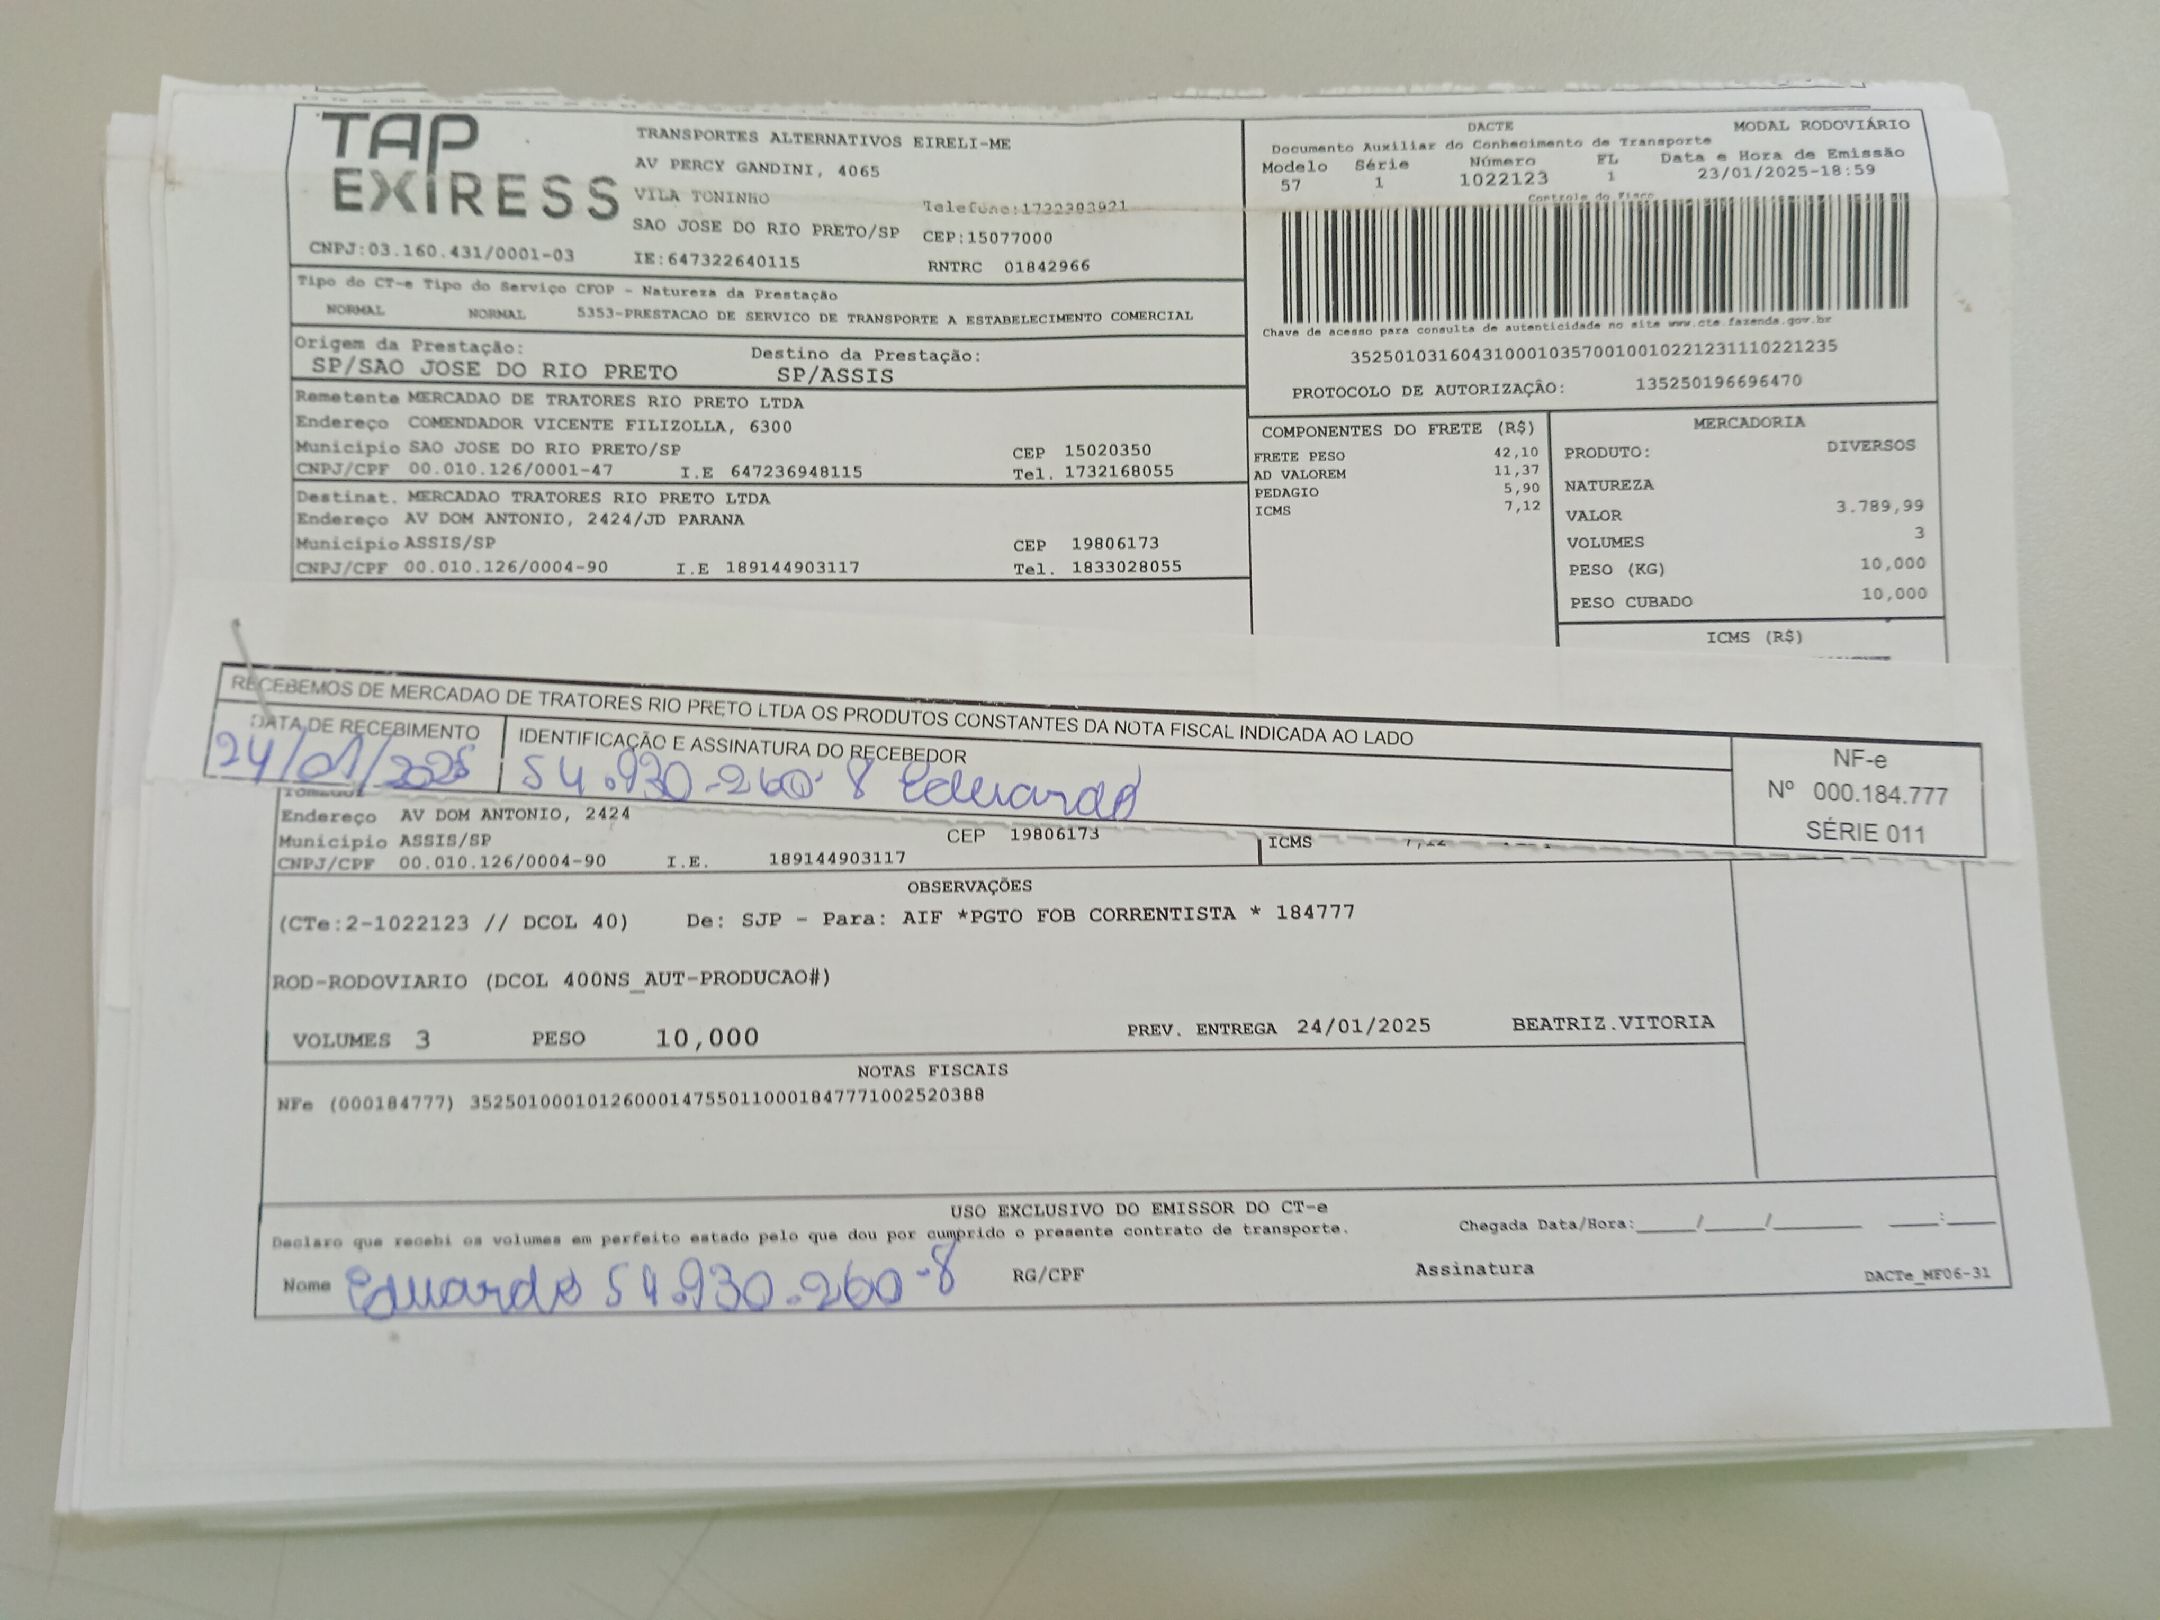 TAP
EXPRESS
TRANSPORTES ALTERNATIVOS EIRELI-ME
AV PERCY GANDINI, 4065
VILA TONINHO
Telefone:1732393921
SAO JOSE DO RIO PRETO/SP CEP:15077000
CNPJ:03.160.431/0001-03 IE:647322640115 RNTRC 01842966
DACTE MODAL RODOVIÁRIO
Documento Auxiliar do Conhecimento de Transporte
Modelo Série Número FL Data e Hora de Emissão
57 1 1022123 1 23/01/2025-18:59
Controle do Fisco
Tipo do CT-e Tipo do Serviço CFOP - Natureza da Prestação
NORMAL NORMAL 5353-PRESTACAO DE SERVICO DE TRANSPORTE A ESTABELECIMENTO COMERCIAL
Chave de acesso para consulta de autenticidade no site www.cte.fazenda.gov.br
35250103160431000103570010010221231110221235
PROTOCOLO DE AUTORIZAÇÃO: 135250196696470
Origem da Prestação: Destino da Prestação:
SP/SAO JOSE DO RIO PRETO SP/ASSIS
Remetente MERCADAO DE TRATORES RIO PRETO LTDA
Endereço COMENDADOR VICENTE FILIZOLLA, 6300
Municipio SAO JOSE DO RIO PRETO/SP CEP 15020350
CNPJ/CPF 00.010.126/0001-47 I.E 647236948115 Tel. 1732168055
Destinat. MERCADAO TRATORES RIO PRETO LTDA
Endereço AV DOM ANTONIO, 2424/JD PARANA
Municipio ASSIS/SP CEP 19806173
CNPJ/CPF 00.010.126/0004-90 I.E 189144903117 Tel. 1833028055
COMPONENTES DO FRETE (R$)
FRETE PESO 42,10
AD VALOREM 11,37
PEDAGIO 5,90
ICMS 7,12
MERCADORIA
PRODUTO: DIVERSOS
NATUREZA
VALOR 3.789,99
VOLUMES 3
PESO (KG) 10,000
PESO CUBADO 10,000
ICMS (R$)
RECEBEMOS DE MERCADAO DE TRATORES RIO PRETO LTDA OS PRODUTOS CONSTANTES DA NOTA FISCAL INDICADA AO LADO
DATA DE RECEBIMENTO IDENTIFICAÇÃO E ASSINATURA DO RECEBEDOR
24/01/2025 54.930.260-8 Eduardo
NF-e
Nº 000.184.777
SÉRIE 011
Endereço AV DOM ANTONIO, 2424
Municipio ASSIS/SP CEP 19806173
CNPJ/CPF 00.010.126/0004-90 I.E. 189144903117
ICMS
OBSERVAÇÕES
(CTe:2-1022123 // DCOL 40) De: SJP - Para: AIF *PGTO FOB CORRENTISTA * 184777
ROD-RODOVIARIO (DCOL 400NS_AUT-PRODUCAO#)
VOLUMES 3 PESO 10,000 PREV. ENTREGA 24/01/2025 BEATRIZ.VITORIA
NOTAS FISCAIS
NFe (000184777) 35250100010126000147550110001847771002520388
USO EXCLUSIVO DO EMISSOR DO CT-e
Declaro que recebi os volumes em perfeito estado pelo que dou por cumprido o presente contrato de transporte. Chegada Data/Hora:_____/_____/_______ ____:____
Nome Eduardo 54.930.260-8 RG/CPF Assinatura DACTe_MF06-31